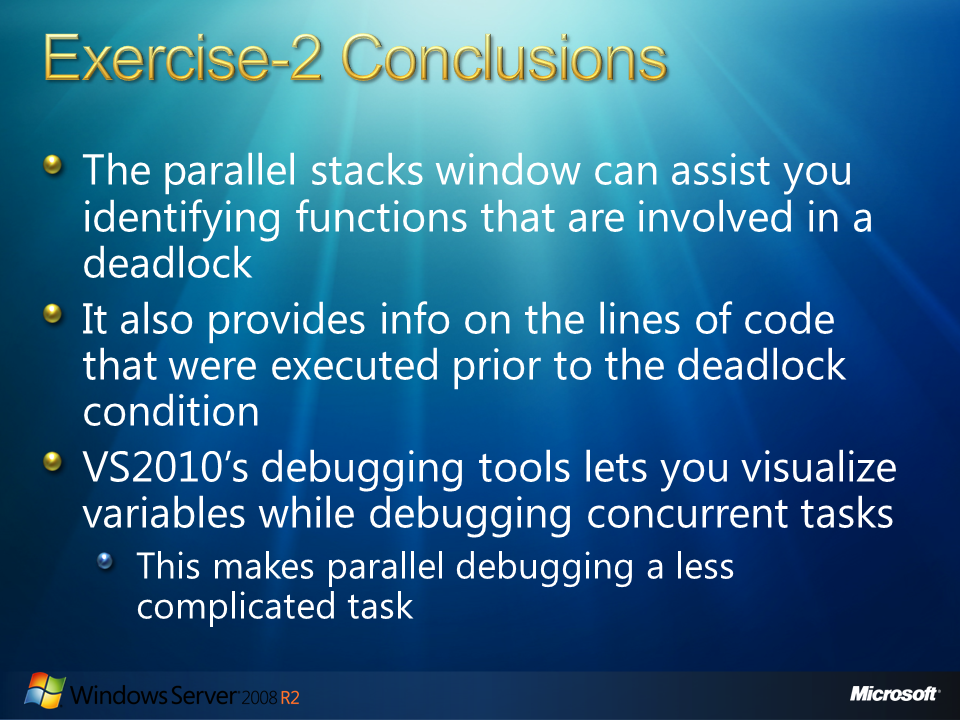 Exercise-2 Conclusions
The parallel stacks window can assist you
identifying functions that are involved in a
deadlock
It also provides info on the lines of code
that were executed prior to the deadlock
condition
VS2010’s debugging tools lets you visualize
variables while debugging concurrent tasks
This makes parallel debugging a less
complicated task
Windows Server 2008 R2
Microsoft